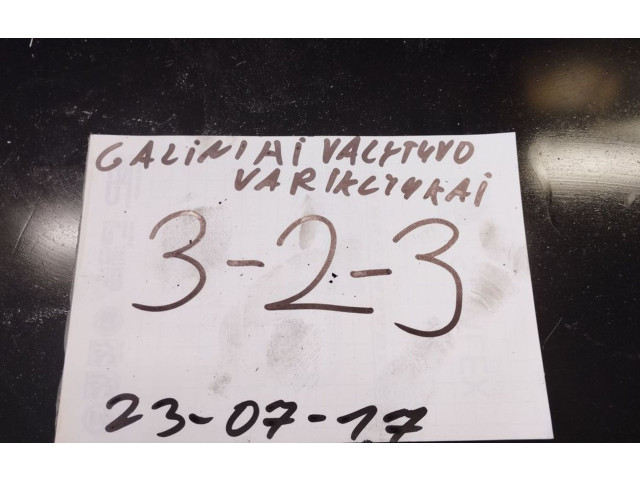 GALINIAI VALYTUVO
VARIKLIUKAI
3-2-3
23-07-17